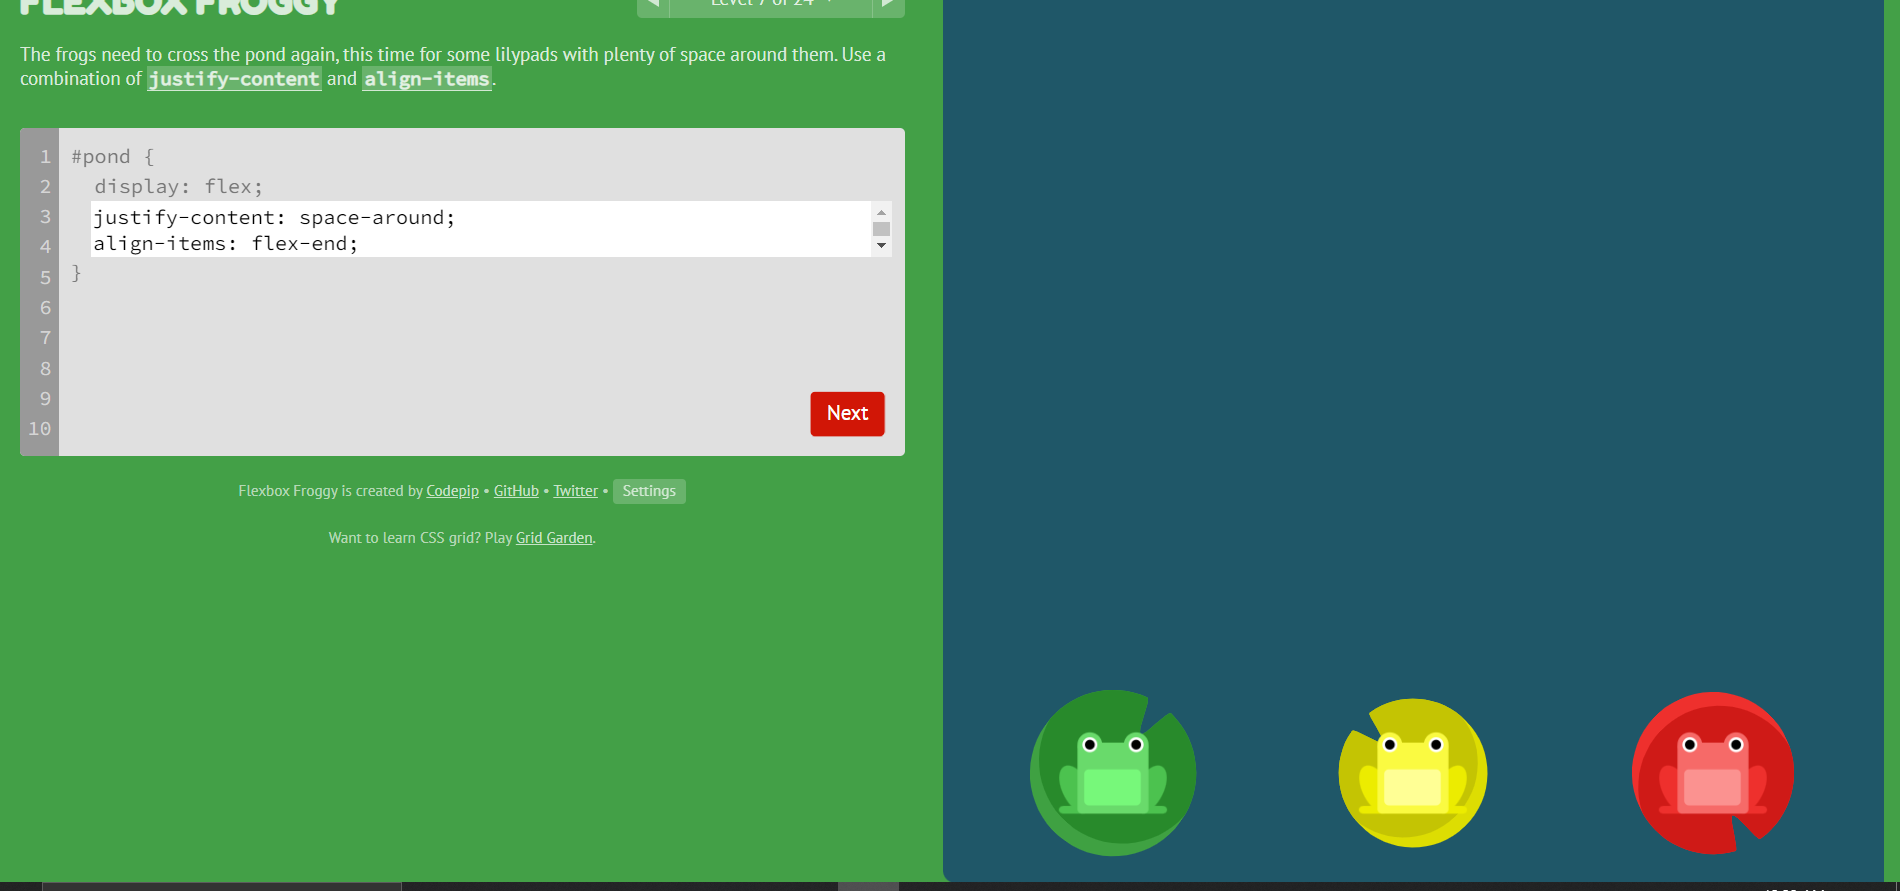 FLEXBOX FROGGY
Level 7 of 24
The frogs need to cross the pond again, this time for some lilypads with plenty of space around them. Use a
combination of justify-content and align-items.
1 #pond {
2 display: flex;
3 justify-content: space-around;
4 align-items: flex-end;
5 }
6
7
8
9
10
Next
Flexbox Froggy is created by Codepip • GitHub • Twitter • Settings
Want to learn CSS grid? Play Grid Garden.